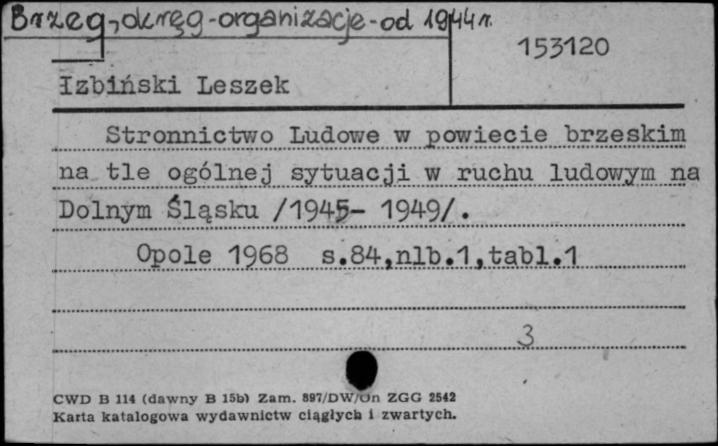 Brzeg, okręg - organizacje - od 1944 r.
153120
Izbiński Leszek
Stronnictwo Ludowe w powiecie brzeskim
na tle ogólnej sytuacji w ruchu ludowym na
Dolnym Śląsku /1945- 1949/.
Opole 1968 s.84,nlb.1,tabl.1
3
CWD B 114 (dawny B 15b) Zam. 897/DW/On ZGG 2542
Karta katalogowa wydawnictw ciągłych i zwartych.